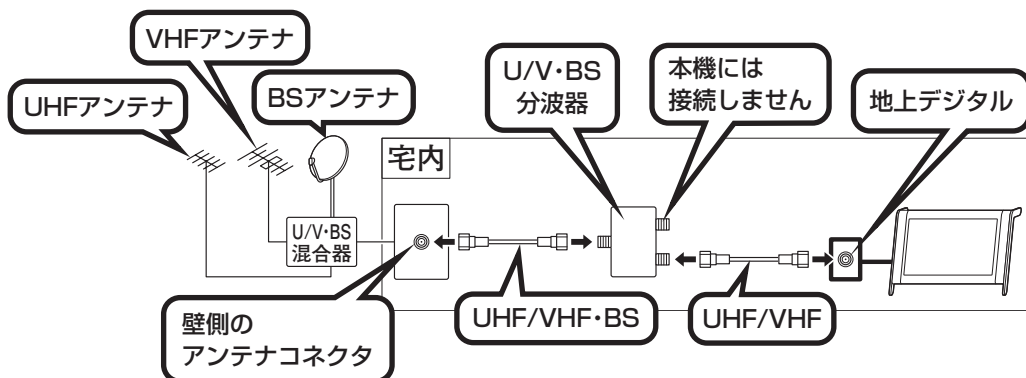 VHFアンテナ
UHFアンテナ
BSアンテナ
U/V・BS
分波器
本機には
接続しません
地上デジタル
宅内
U/V・BS
混合器
壁側の
アンテナコネクタ
UHF/VHF・BS
UHF/VHF